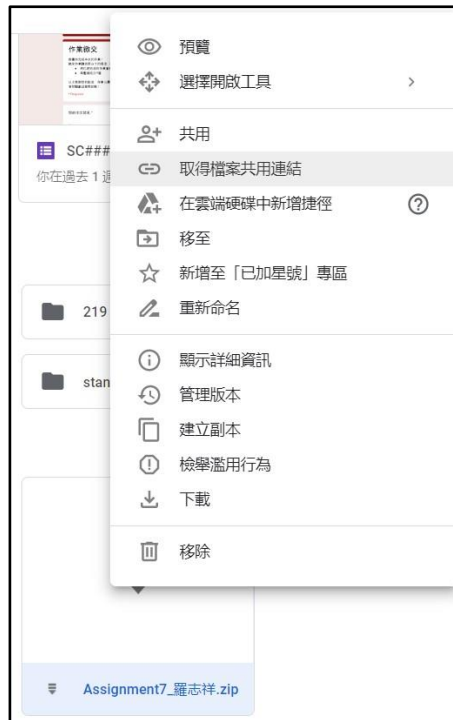 作業繳交
預覽
選擇開啟工具
共用
SC###
取得檔案共用連結
你在過去 1 週
在雲端硬碟中新增捷徑
移至
新增至「已加星號」專區
219
重新命名
顯示詳細資訊
stan
管理版本
建立副本
檢舉濫用行為
下載
移除
Assignment7_羅志祥.zip